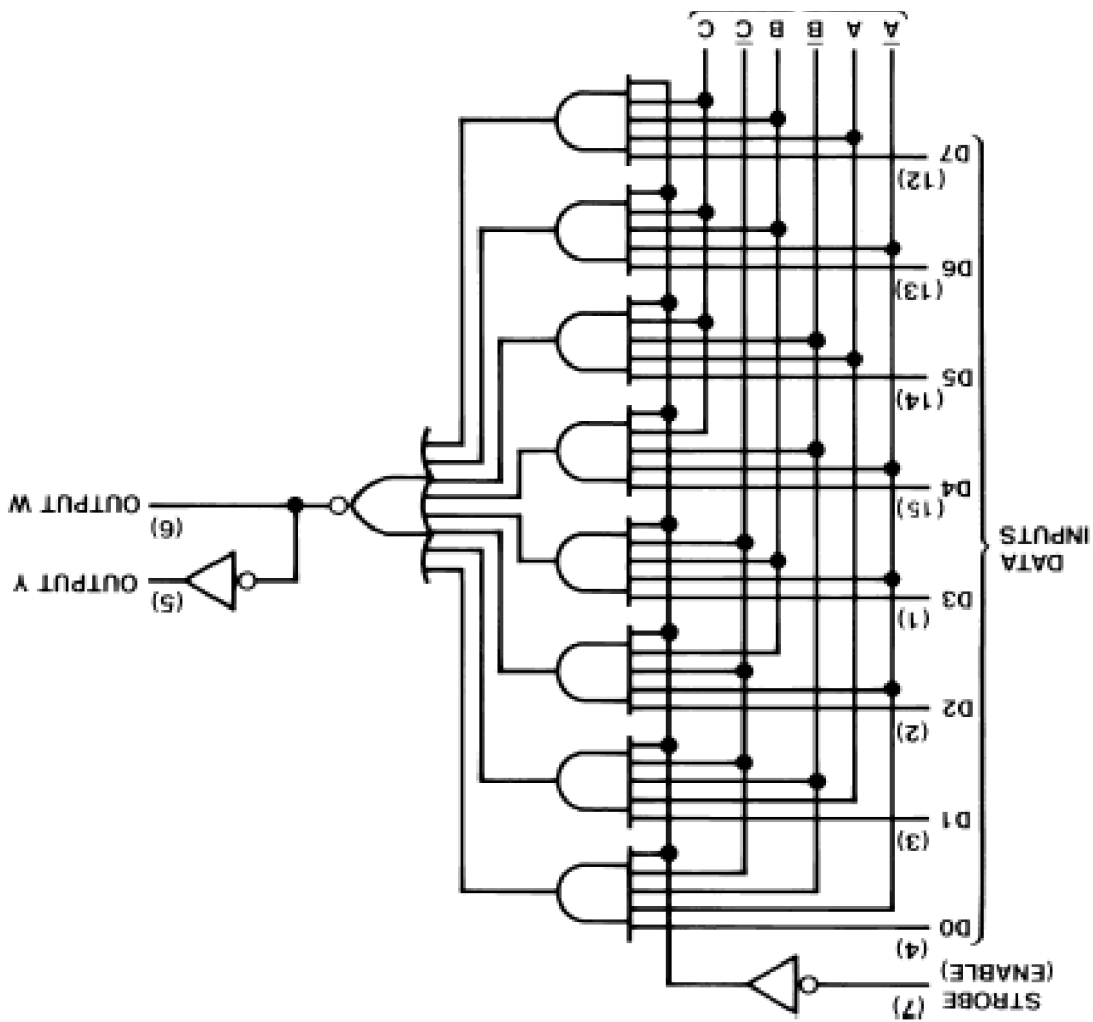 STROBE
(ENABLE)
(7)
D0
(4)
D1
(3)
D2
(2)
D3
(1)
D4
(15)
D5
(14)
D6
(13)
D7
(12)
DATA
INPUTS
OUTPUT Y
(5)
OUTPUT W
(6)
A̅ A B̅ B C̅ C